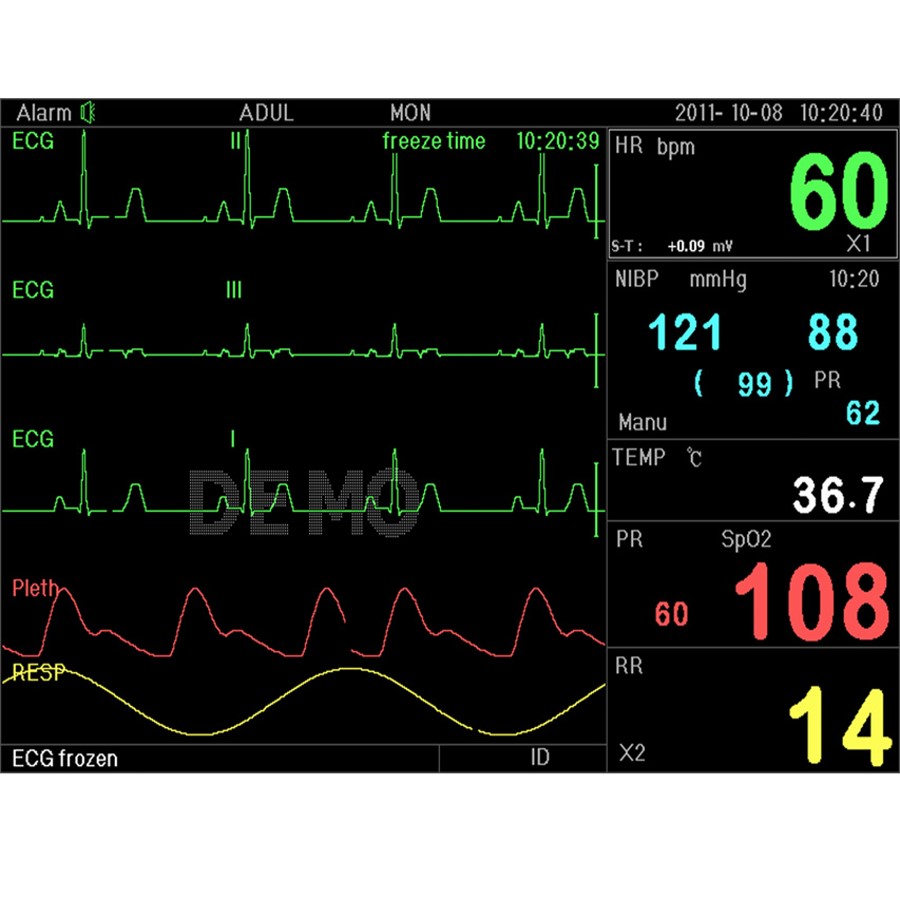 Alarm ADUL MON 2011-10-08 10:20:40
ECG II freeze time 10:20:39
HR bpm
60
S-T: +0.09 mV X1
ECG III
NIBP mmHg 10:20
121 88
( 99 ) PR
62
Manu
ECG I
DEMO
TEMP °C
36.7
PR SpO2
60 108
Pleth
RESP
RR
14
X2
ECG frozen ID